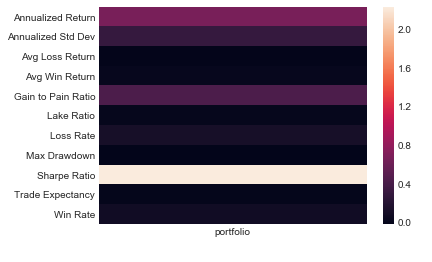 Annualized Return
Annualized Std Dev
Avg Loss Return
Avg Win Return
Gain to Pain Ratio
Lake Ratio
Loss Rate
Max Drawdown
Sharpe Ratio
Trade Expectancy
Win Rate
portfolio
2.0
1.6
1.2
0.8
0.4
0.0